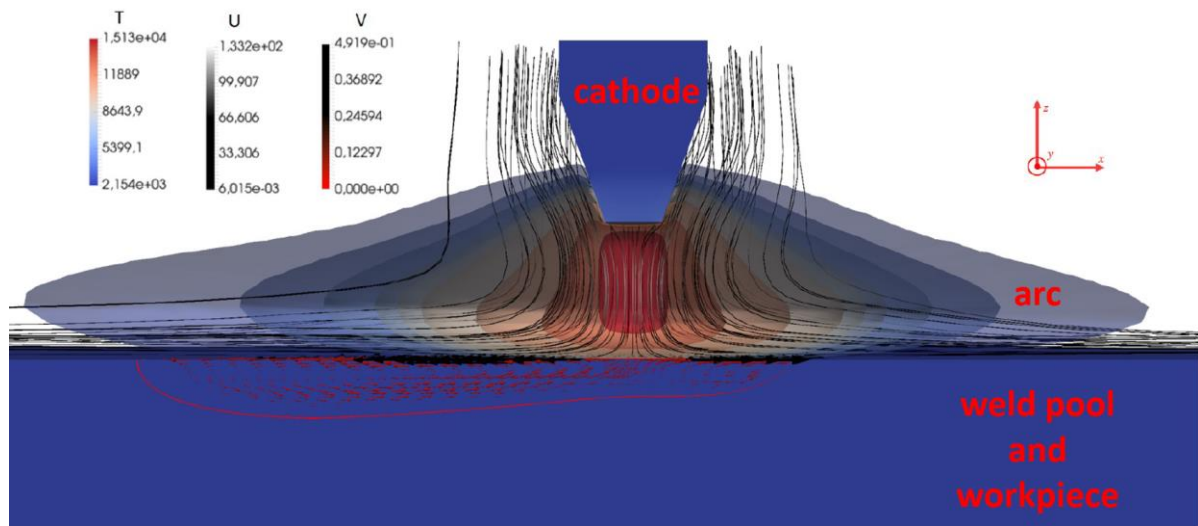 T
1,513e+04
11889
8643,9
5399,1
2,154e+03
U
1,332e+02
99,907
66,606
33,306
6,015e-03
V
4,919e-01
0,36892
0,24594
0,12297
0,000e+00
cathode
z
y
x
arc
weld pool
and
workpiece